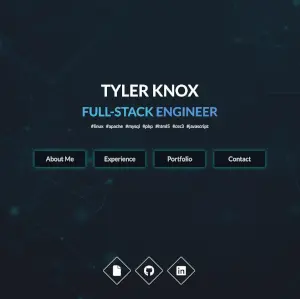 TYLER KNOX
FULL-STACK ENGINEER
#linux #apache #mysql #php #html5 #css3 #javascript
About Me Experience Portfolio Contact